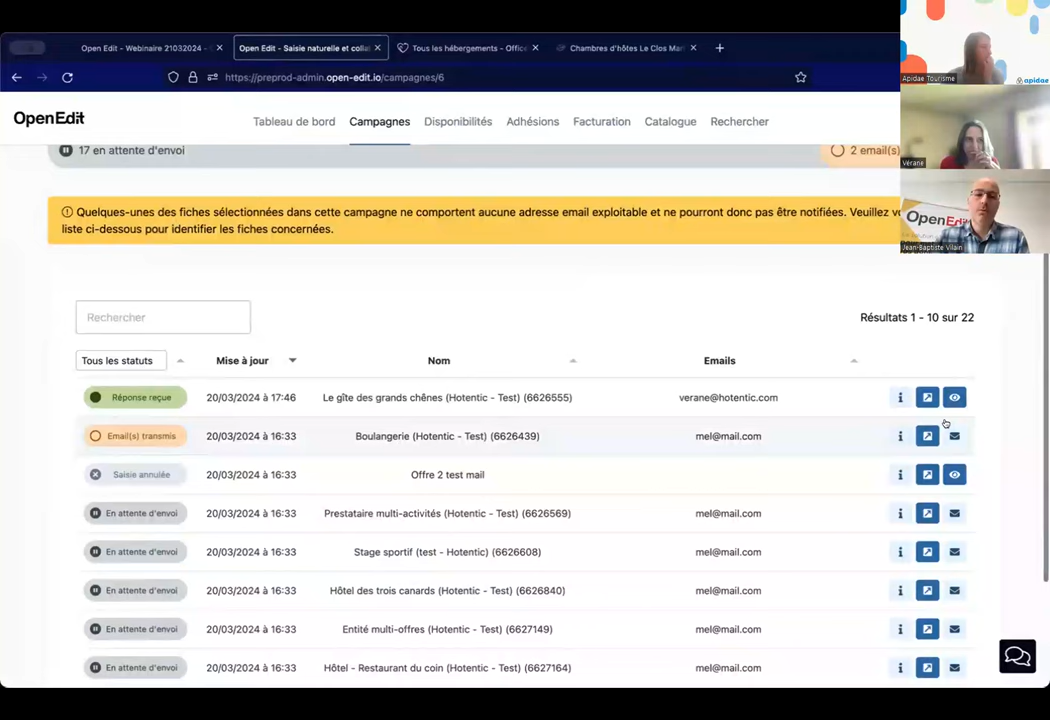 Open Edit - Webinaire 21032024 -
Open Edit - Saisie naturelle et collab
Tous les hébergements - Office
Chambres d'hôtes Le Clos Mar
https://preprod-admin.open-edit.io/campagnes/6
Apidae Tourisme
apidae
OpenEdit
Tableau de bord
Campagnes
Disponibilités
Adhésions
Facturation
Catalogue
Rechercher
17 en attente d'envoi
2 email(s)
Vérane
OpenEdi
Jean-Baptiste Vilain
Quelques-unes des fiches sélectionnées dans cette campagne ne comportent aucune adresse email exploitable et ne pourront donc pas être notifiées. Veuillez
liste ci-dessous pour identifier les fiches concernées.
Rechercher
Résultats 1 - 10 sur 22
Tous les statuts Mise à jour Nom Emails
Réponse reçue 20/03/2024 à 17:46 Le gîte des grands chênes (Hotentic - Test) (6626555) verane@hotentic.com
Email(s) transmis 20/03/2024 à 16:33 Boulangerie (Hotentic - Test) (6626439) mel@mail.com
Saisie annulée 20/03/2024 à 16:33 Offre 2 test mail
En attente d'envoi 20/03/2024 à 16:33 Prestataire multi-activités (Hotentic - Test) (6626569) mel@mail.com
En attente d'envoi 20/03/2024 à 16:33 Stage sportif (test - Hotentic) (6626608) mel@mail.com
En attente d'envoi 20/03/2024 à 16:33 Hôtel des trois canards (Hotentic - Test) (6626840) mel@mail.com
En attente d'envoi 20/03/2024 à 16:33 Entité multi-offres (Hotentic - Test) (6627149) mel@mail.com
En attente d'envoi 20/03/2024 à 16:33 Hôtel - Restaurant du coin (Hotentic - Test) (6627164) mel@mail.com